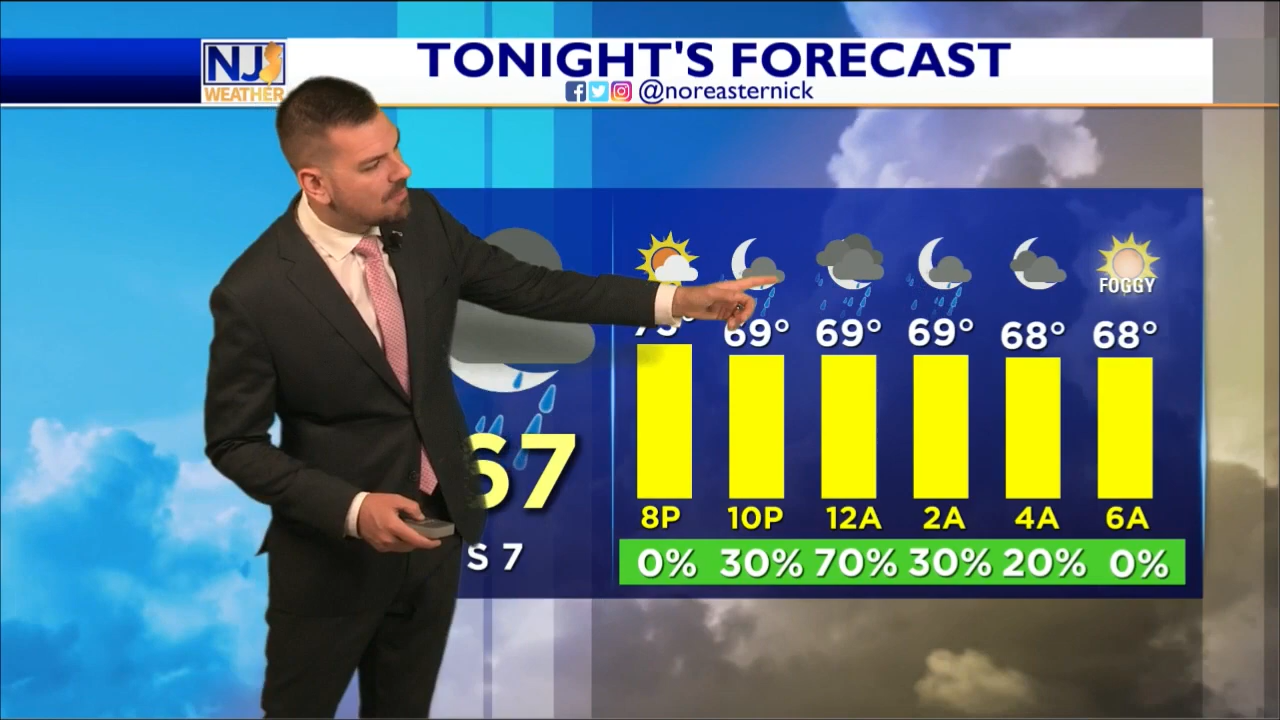 NJ
WEATHER
TONIGHT'S FORECAST
@noreasternick
FOGGY
69° 69° 69° 68° 68°
67
8P 10P 12A 2A 4A 6A
S 7
0% 30% 70% 30% 20% 0%